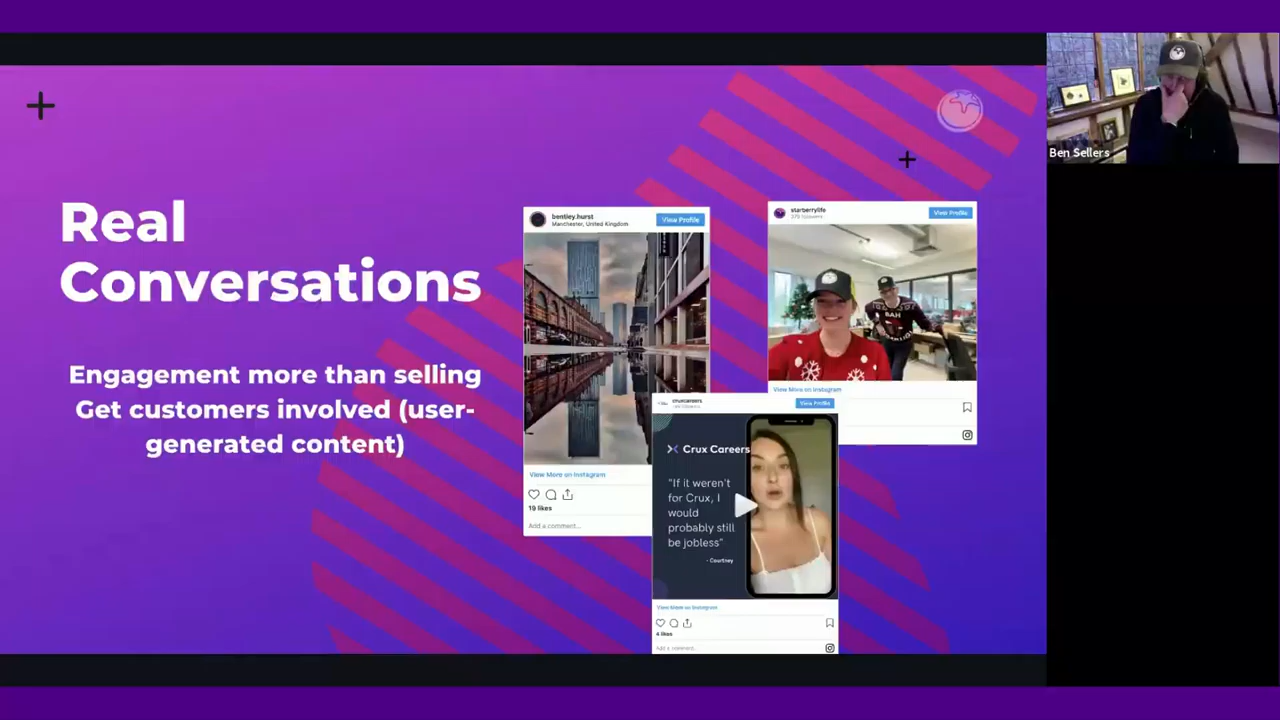 Real
Conversations
Engagement more than selling
Get customers involved (user-
generated content)
bentley.hurst
Manchester, United Kingdom
View Profile
View More on Instagram
19 likes
Add a comment...
starberrylife
View Profile
BAH
View More on Instagram
cruxcareers
View Profile
Crux Careers
"If it weren't
for Crux, I
would
probably still
be jobless"
- Courtney
View More on Instagram
4 likes
Add a comment...
Ben Sellers